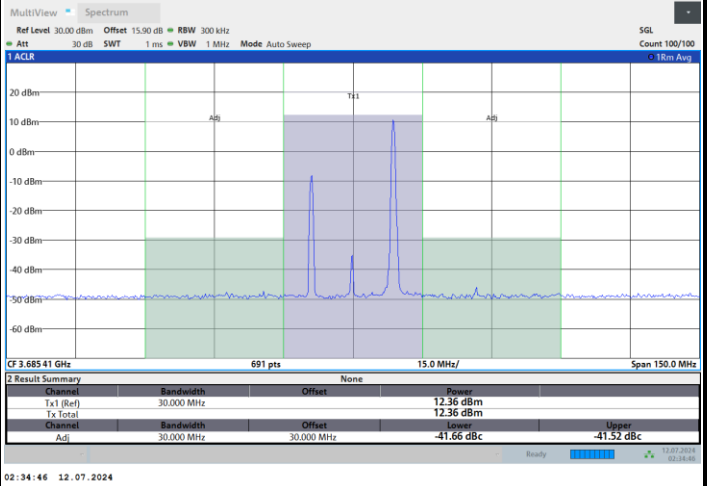 MultiView Spectrum
Ref Level 30.00 dBm Offset 15.90 dB RBW 300 kHz SGL
Att 30 dB SWT 1 ms VBW 1 MHz Mode Auto Sweep Count 100/100
1 ACLR 1Rm Avg
20 dBm
Tx1
10 dBm Adj Adj
0 dBm
-10 dBm
-20 dBm
-30 dBm
-40 dBm
-50 dBm
-60 dBm
CF 3.685 41 GHz 691 pts 15.0 MHz/ Span 150.0 MHz
2 Result Summary None
Channel Bandwidth Offset Power
Tx1 (Ref) 30.000 MHz 12.36 dBm
Tx Total 12.36 dBm
Channel Bandwidth Offset Lower Upper
Adj 30.000 MHz 30.000 MHz -41.66 dBc -41.52 dBc
Ready 12.07.2024
02:34:46
02:34:46 12.07.2024